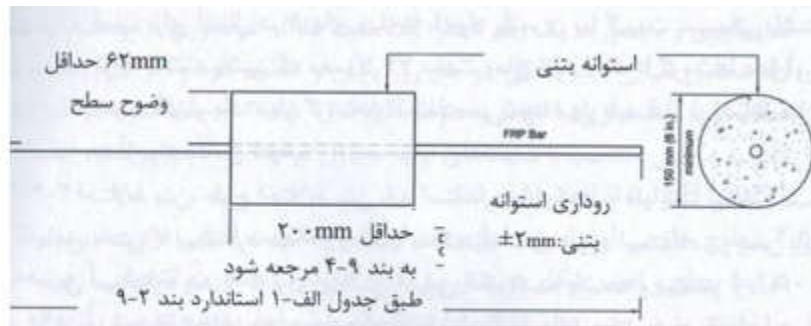 ۶۲mm حداقل
وضوح سطح
استوانه بتنی
FRP Bar
150 mm (6 in.)
minimum
روداری استوانه
بتنی: ۲mm±
حداقل ۲۰۰mm
به بند ۹-۴ مرجعه شود
طبق جدول الف-۱ استاندارد بند ۲-۹